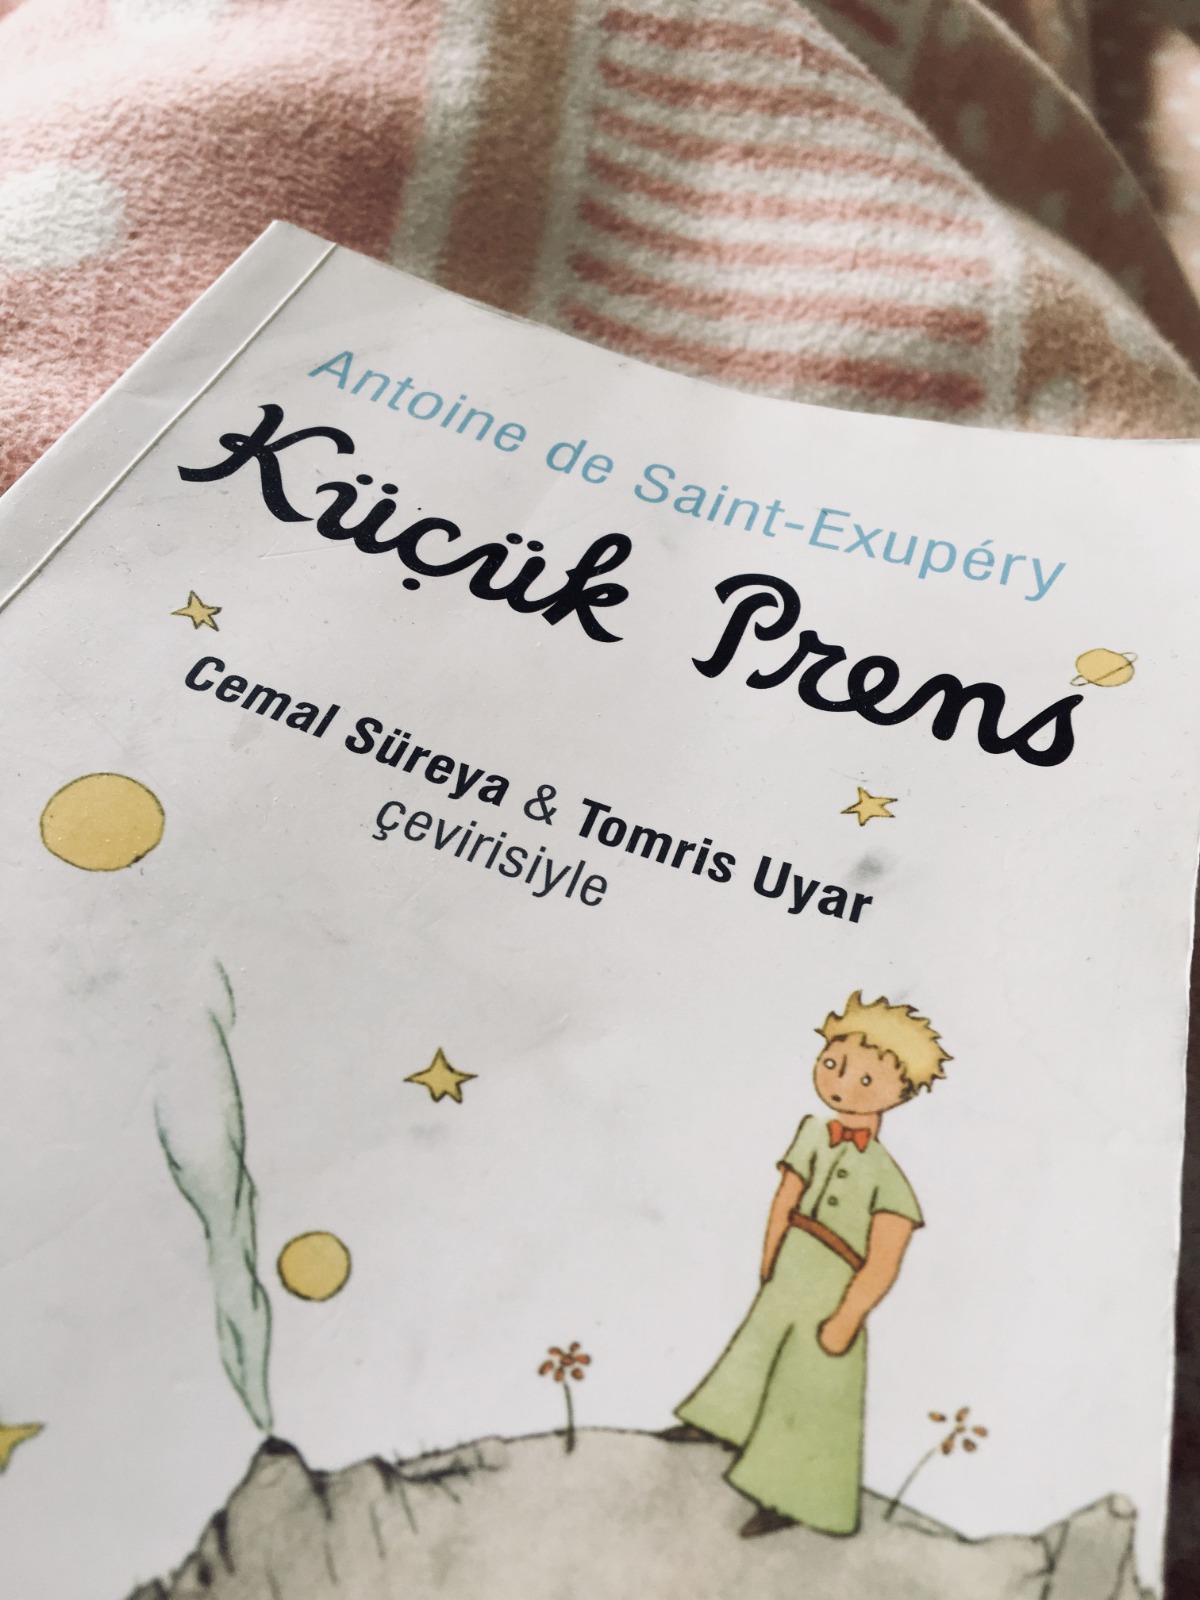 Antoine de Saint-Exupéry
Küçük Prens
Cemal Süreya & Tomris Uyar
çevirisiyle